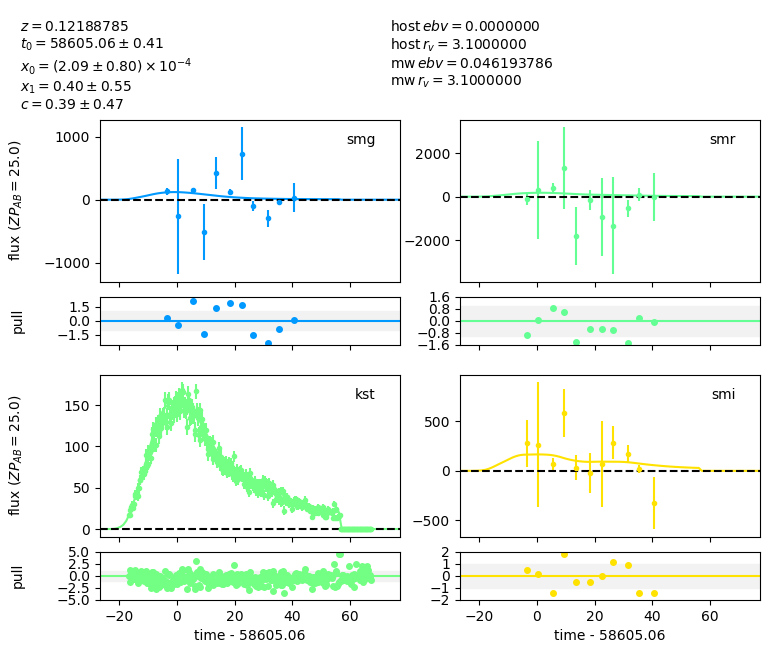 z = 0.12188785
t₀ = 58605.06 ± 0.41
x₀ = (2.09 ± 0.80) × 10⁻⁴
x₁ = 0.40 ± 0.55
c = 0.39 ± 0.47
host ebv = 0.0000000
host r_v = 3.1000000
mw ebv = 0.046193786
mw r_v = 3.1000000
flux (ZP_AB = 25.0)
1000
0
−1000
smg
2000
0
−2000
smr
pull
1.5
0.0
−1.5
1.6
0.8
0.0
−0.8
−1.6
flux (ZP_AB = 25.0)
150
100
50
0
kst
500
0
−500
smi
pull
5.0
2.5
0.0
−2.5
−5.0
−20 0 20 40 60
time - 58605.06
2
1
0
−1
−2
−20 0 20 40 60
time - 58605.06